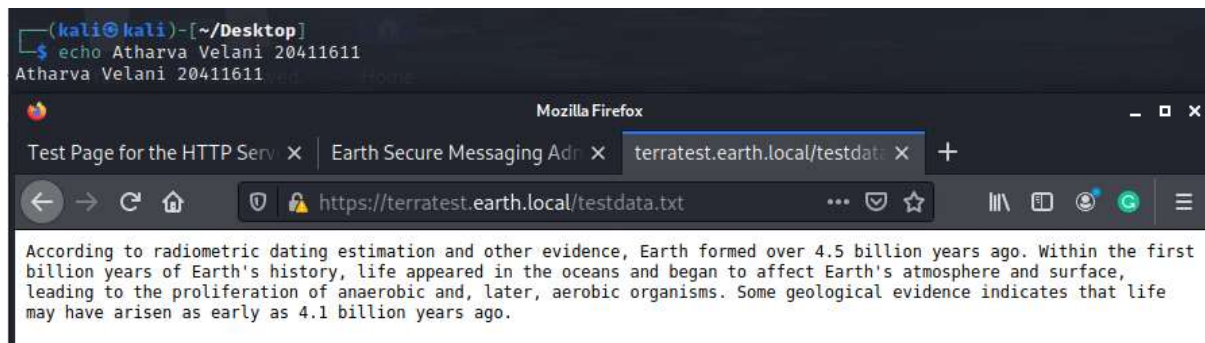 (kali㉿kali)-[~/Desktop]
$ echo Atharva Velani 20411611
Atharva Velani 20411611
Home
Mozilla Firefox
Test Page for the HTTP Serv
Earth Secure Messaging Adm
terratest.earth.local/testdata
https://terratest.earth.local/testdata.txt
According to radiometric dating estimation and other evidence, Earth formed over 4.5 billion years ago. Within the first
billion years of Earth's history, life appeared in the oceans and began to affect Earth's atmosphere and surface,
leading to the proliferation of anaerobic and, later, aerobic organisms. Some geological evidence indicates that life
may have arisen as early as 4.1 billion years ago.